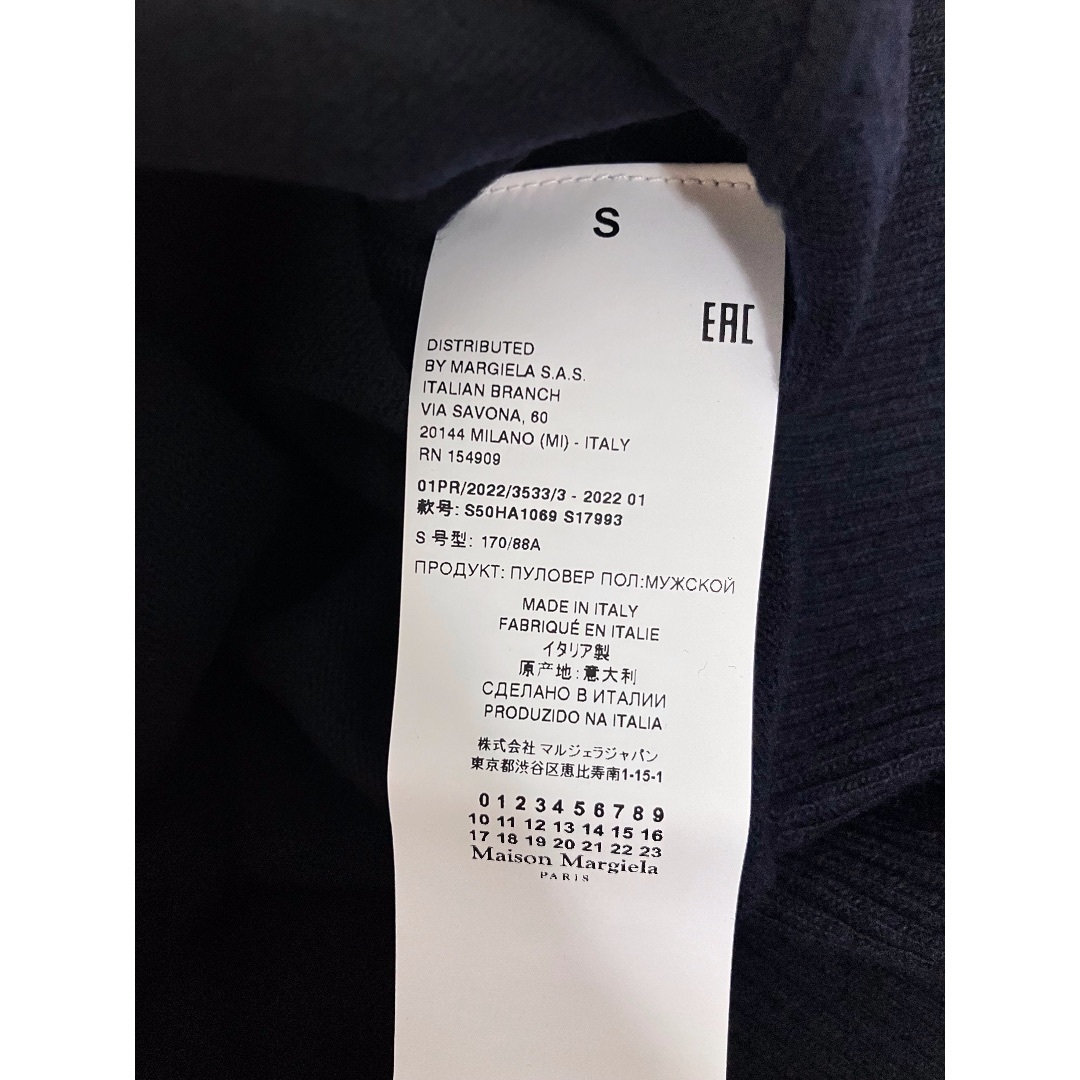 S
EAC
DISTRIBUTED
BY MARGIELA S.A.S.
ITALIAN BRANCH
VIA SAVONA, 60
20144 MILANO (MI) - ITALY
RN 154909
01PR/2022/3533/3 - 2022 01
款号: S50HA1069 S17993
S 号型: 170/88A
ПРОДУКТ: ПУЛОВЕР ПОЛ:МУЖСКОЙ
MADE IN ITALY
FABRIQUÉ EN ITALIE
イタリア製
原产地:意大利
СДЕЛАНО В ИТАЛИИ
PRODUZIDO NA ITALIA
株式会社 マルジェラジャパン
東京都渋谷区恵比寿南1-15-1
0 1 2 3 4 5 6 7 8 9
10 11 12 13 14 15 16
17 18 19 20 21 22 23
Maison Margiela
PARIS